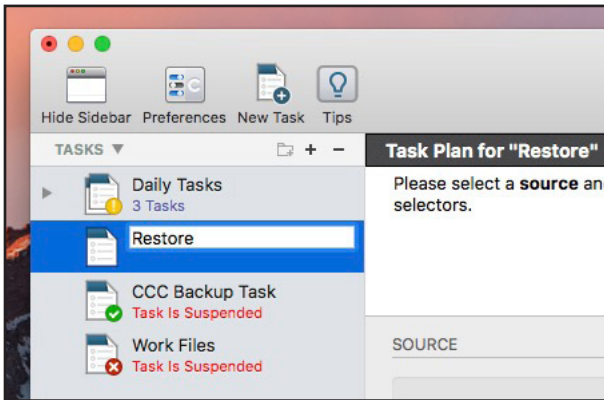 Hide Sidebar Preferences New Task Tips
TASKS ▼ + −
Task Plan for "Restore"
Daily Tasks
3 Tasks
Please select a source an
selectors.
Restore
CCC Backup Task
Task Is Suspended
Work Files
Task Is Suspended
SOURCE